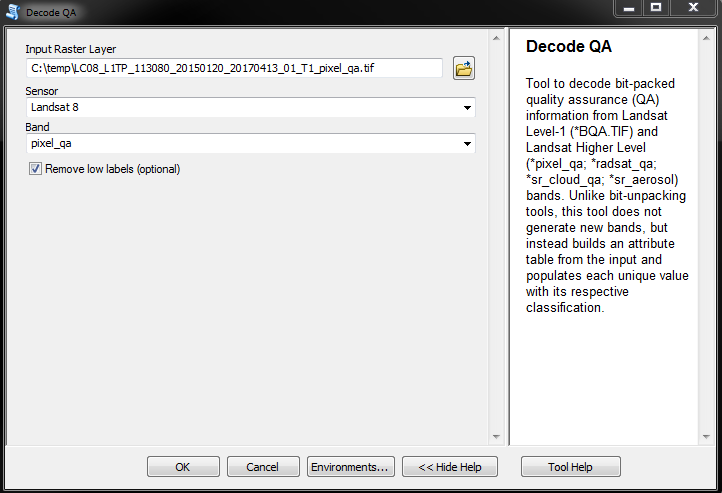 Decode QA
Input Raster Layer
C:\temp\LC08_L1TP_113080_20150120_20170413_01_T1_pixel_qa.tif
Sensor
Landsat 8
Band
pixel_qa
Remove low labels (optional)
Decode QA
Tool to decode bit-packed
quality assurance (QA)
information from Landsat
Level-1 (*BQA.TIF) and
Landsat Higher Level
(*pixel_qa; *radsat_qa;
*sr_cloud_qa; *sr_aerosol)
bands. Unlike bit-unpacking
tools, this tool does not
generate new bands, but
instead builds an attribute
table from the input and
populates each unique value
with its respective
classification.
OK
Cancel
Environments...
<< Hide Help
Tool Help